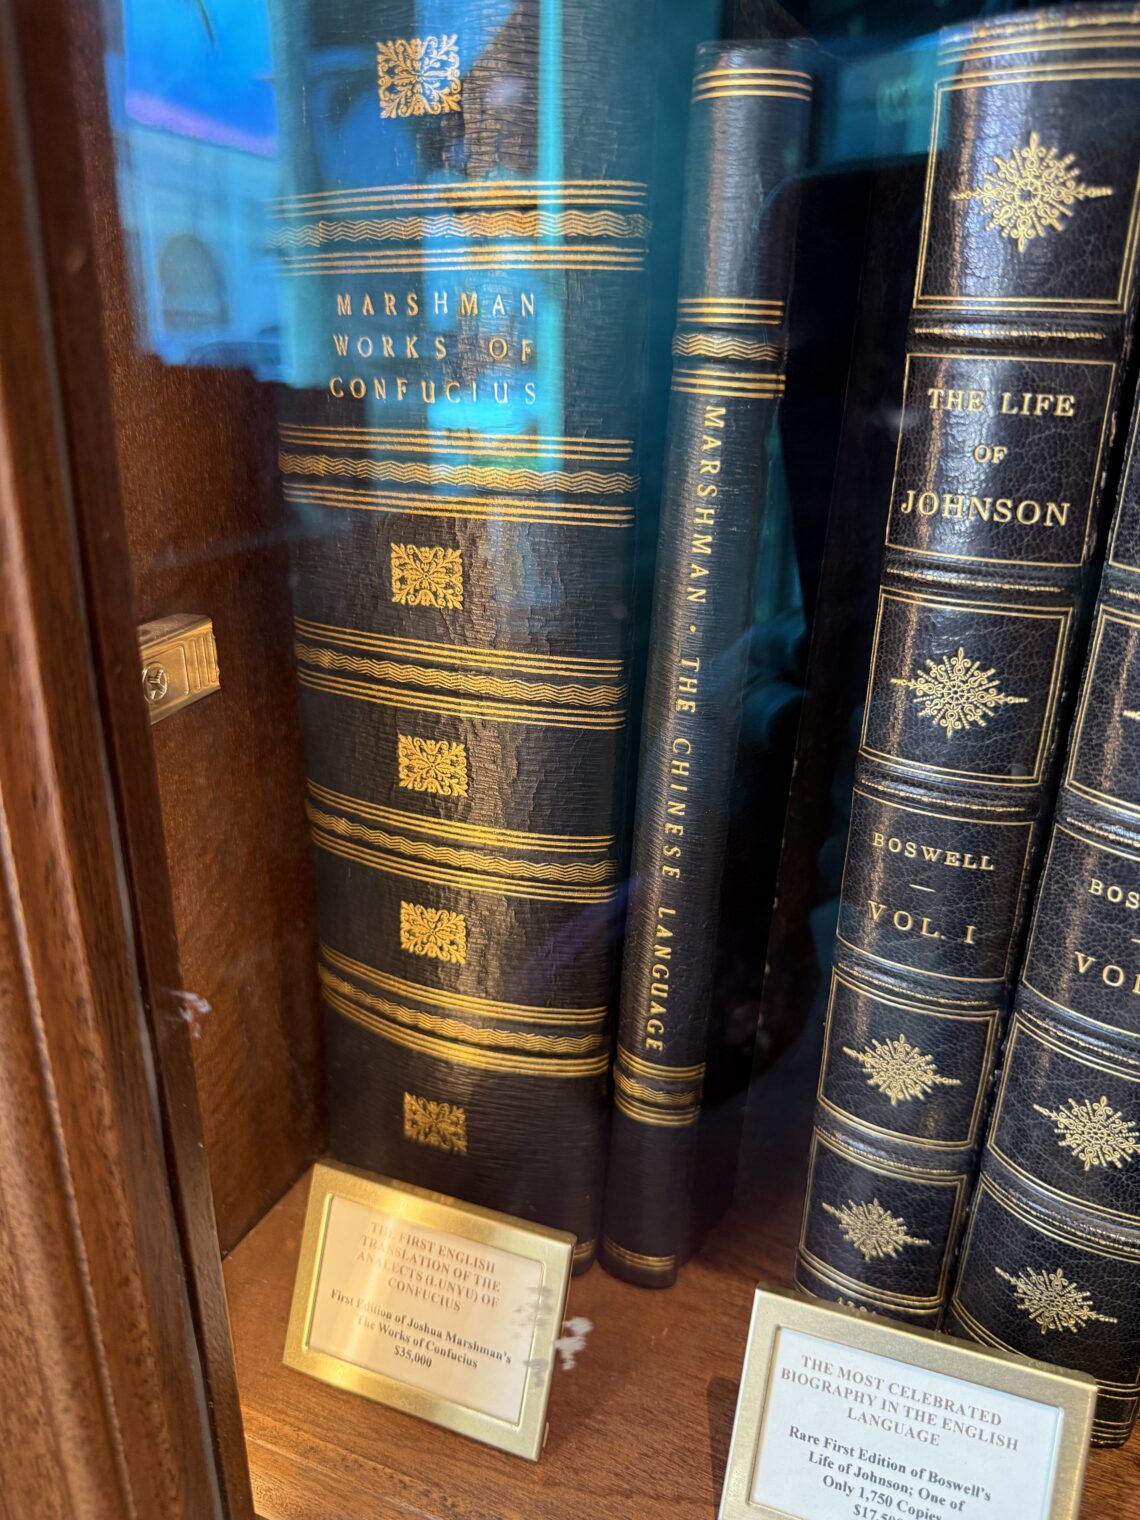 MARSHMAN
WORKS OF
CONFUCIUS
MARSHMAN · THE CHINESE LANGUAGE
THE LIFE
OF
JOHNSON
BOSWELL
—
VOL. I
BOS
VOL
THE FIRST ENGLISH
TRANSLATION OF THE
ANALECTS (LUNYU) OF
CONFUCIUS
First Edition of Joshua Marshman's
The Works of Confucius
$35,000
THE MOST CELEBRATED
BIOGRAPHY IN THE ENGLISH
LANGUAGE
Rare First Edition of Boswell's
Life of Johnson; One of
Only 1,750 Copies